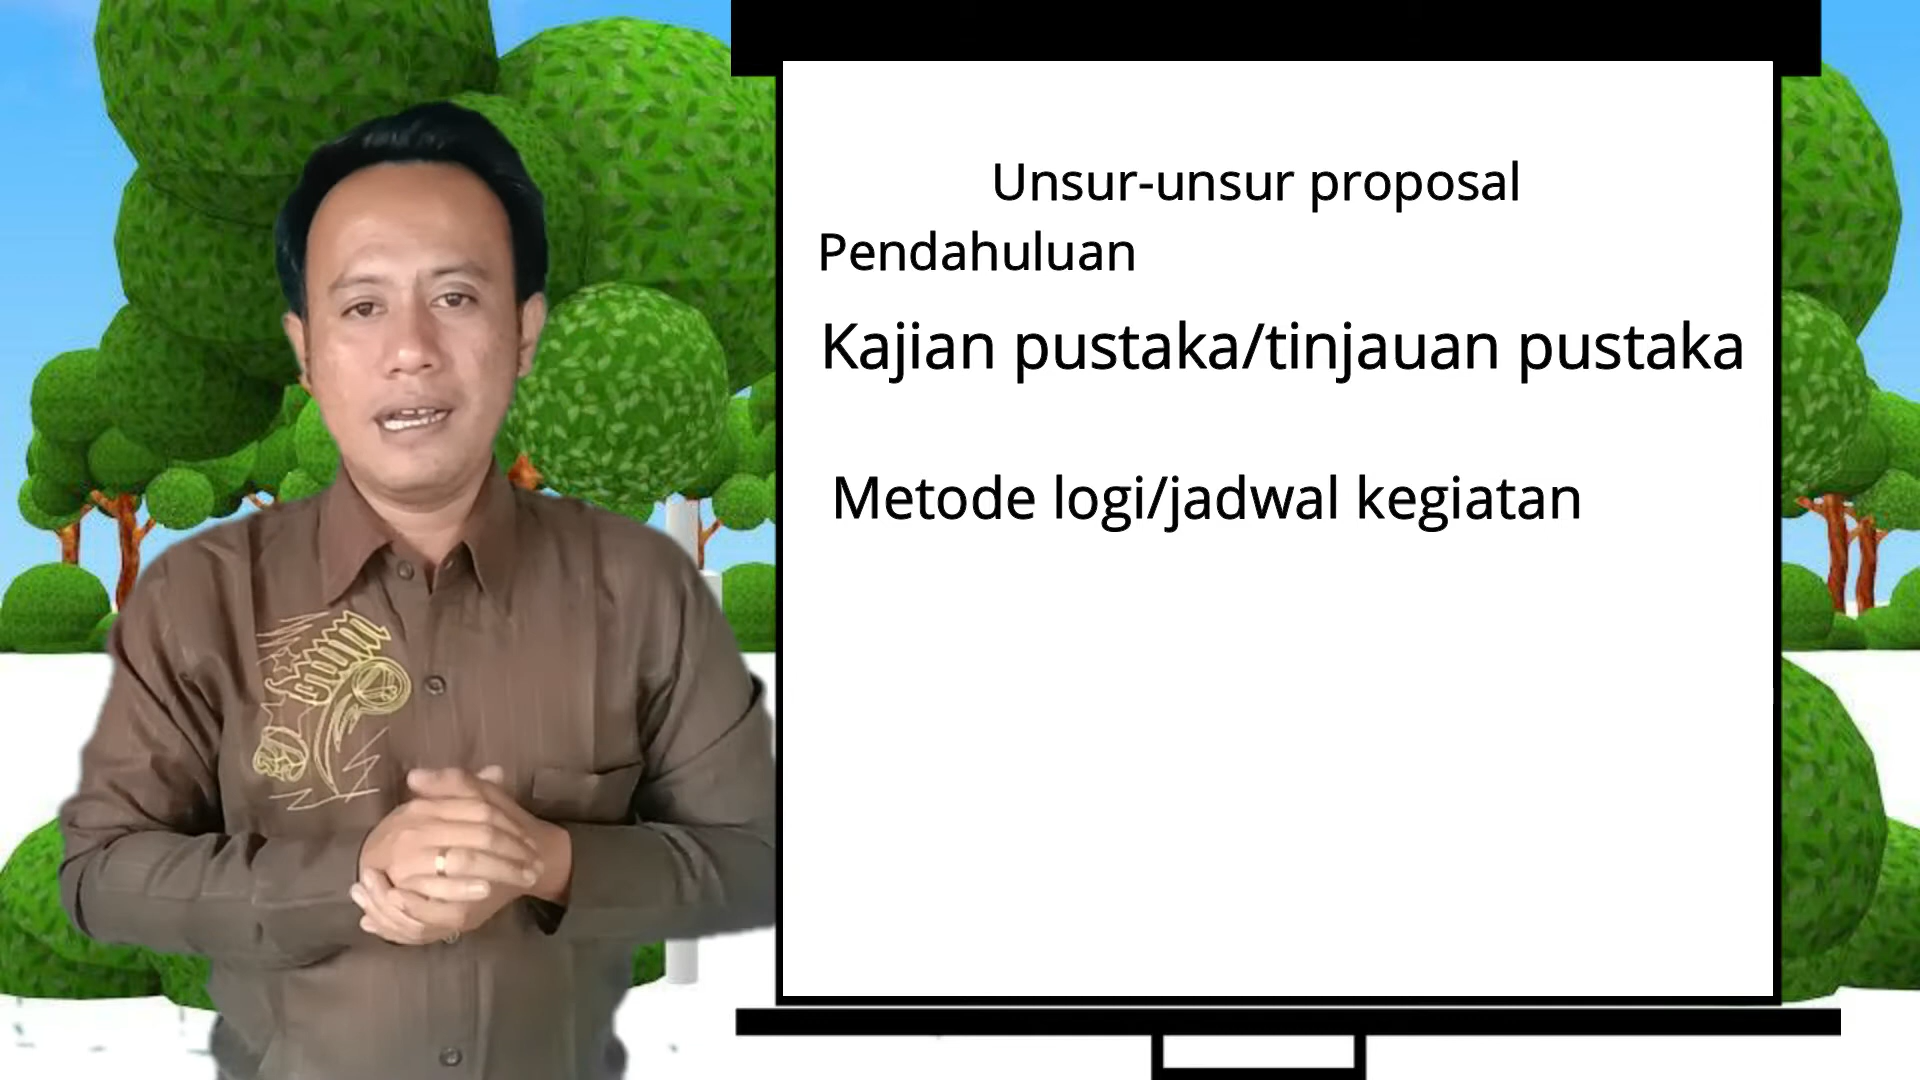 Unsur-unsur proposal
Pendahuluan
Kajian pustaka/tinjauan pustaka
Metode logi/jadwal kegiatan